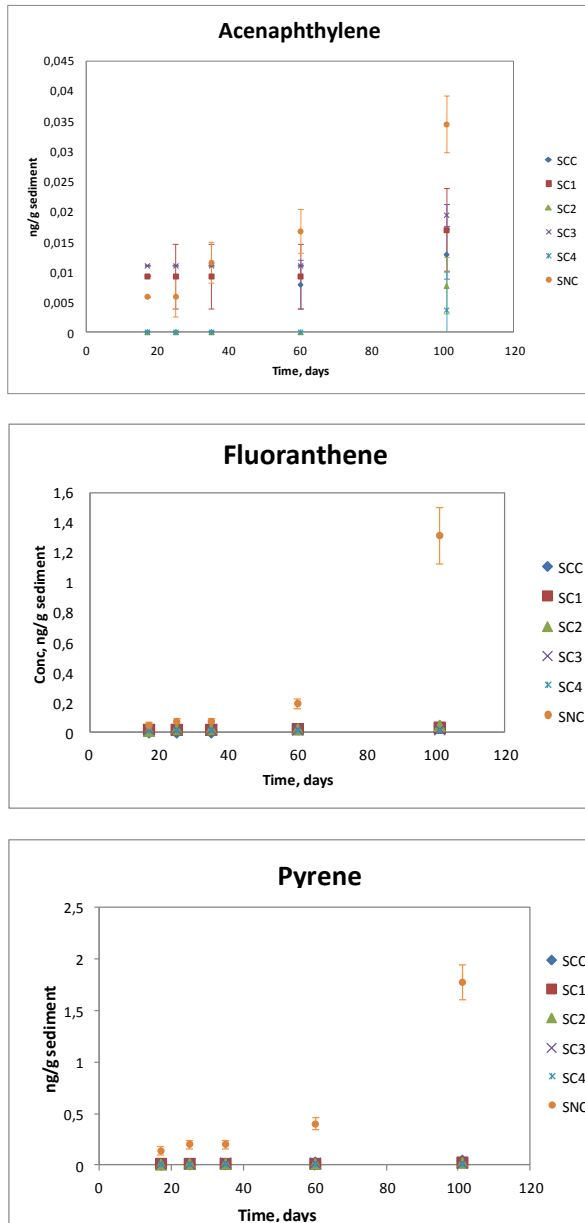 Acenaphthylene
0,045
0,04
0,035
0,03
0,025
0,02
0,015
0,01
0,005
0
ng/g sediment
0 20 40 60 80 100 120
Time, days
SCC
SC1
SC2
SC3
SC4
SNC
Fluoranthene
1,6
1,4
1,2
1
0,8
0,6
0,4
0,2
0
Conc, ng/g sediment
0 20 40 60 80 100 120
Time, days
SCC
SC1
SC2
SC3
SC4
SNC
Pyrene
2,5
2
1,5
1
0,5
0
ng/g sediment
0 20 40 60 80 100 120
Time, days
SCC
SC1
SC2
SC3
SC4
SNC